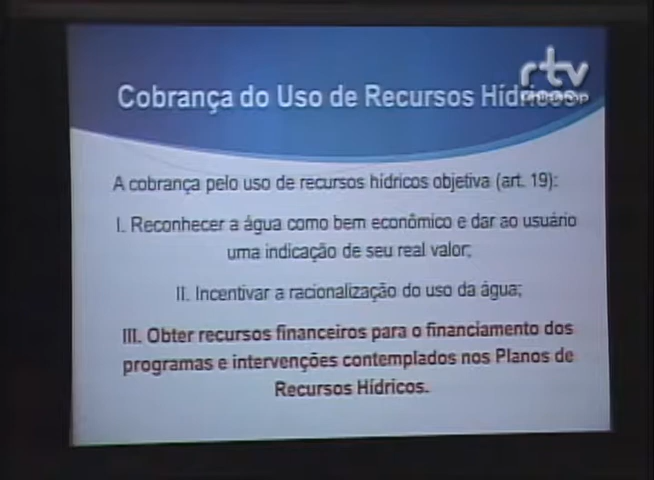 rtv
Unicamp
Cobrança do Uso de Recursos Hídricos
A cobrança pelo uso de recursos hídricos objetiva (art. 19):
I. Reconhecer a água como bem econômico e dar ao usuário
uma indicação de seu real valor;
II. Incentivar a racionalização do uso da água;
III. Obter recursos financeiros para o financiamento dos
programas e intervenções contemplados nos Planos de
Recursos Hídricos.